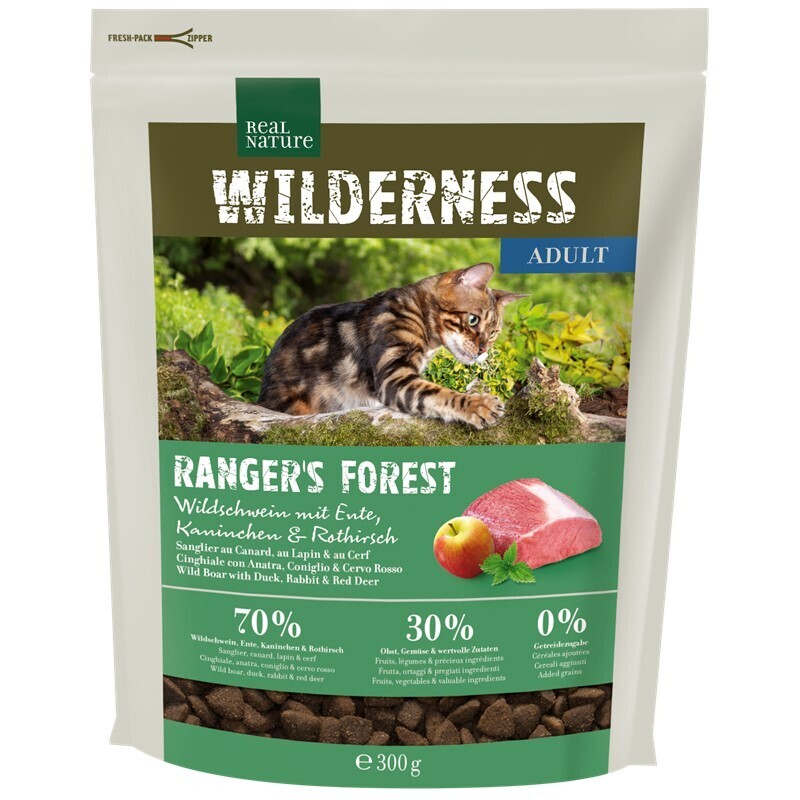 FRESH-PACK ZIPPER
REAL
NATURE
WILDERNESS
ADULT
RANGER'S FOREST
Wildschwein mit Ente,
Kaninchen & Rothirsch
Sanglier au Canard, au Lapin & au Cerf
Cinghiale con Anatra, Coniglio & Cervo Rosso
Wild Boar with Duck, Rabbit & Red Deer
70%
Wildschwein, Ente, Kaninchen & Rothirsch
Sanglier, canard, lapin & cerf
Cinghiale, anatra, coniglio & cervo rosso
Wild boar, duck, rabbit & red deer
30%
Obst, Gemüse & wertvolle Zutaten
Fruits, légumes & précieux ingrédients
Frutta, ortaggi & pregiati ingredienti
Fruits, vegetables & valuable ingredients
0%
Getreidezugabe
Céréales ajoutées
Cereali aggiunti
Added grains
℮ 300 g